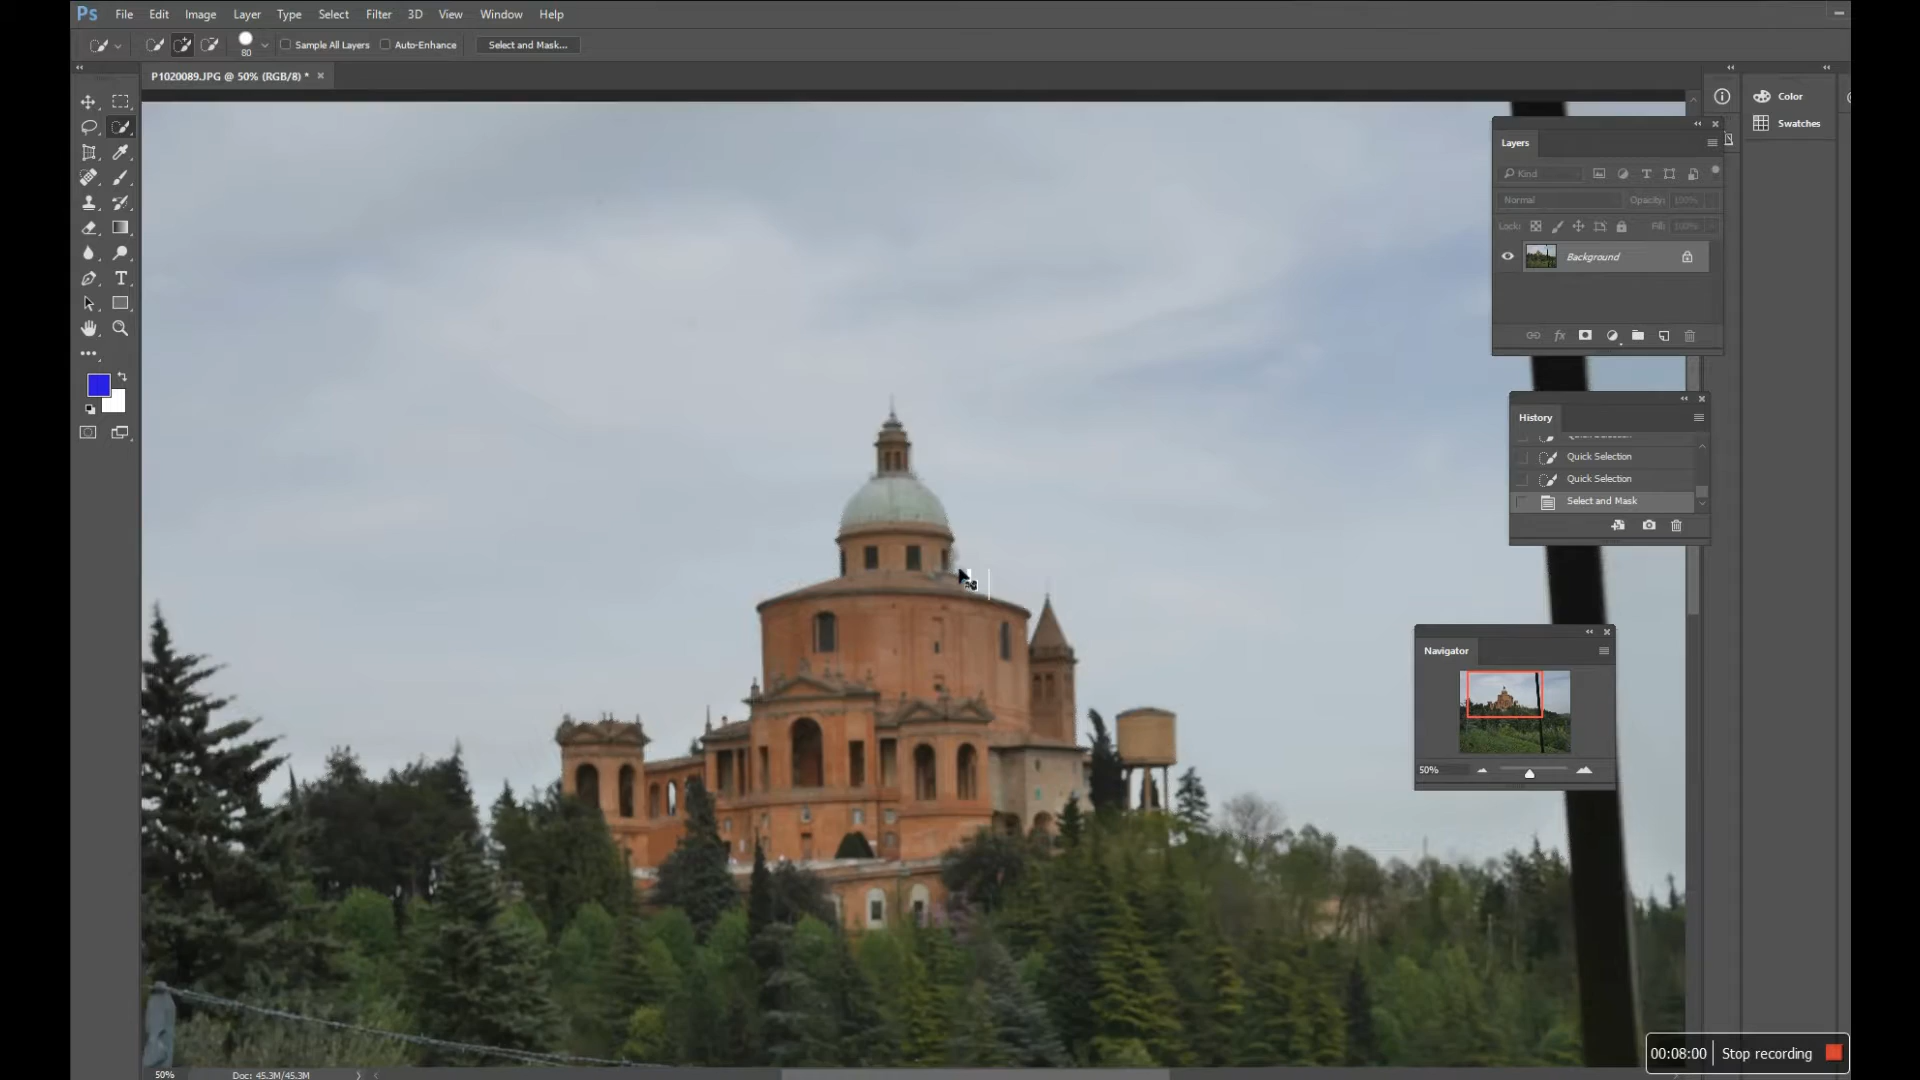 Ps File Edit Image Layer Type Select Filter 3D View Window Help
80 Sample All Layers Auto-Enhance Select and Mask...
P1020089.JPG @ 50% (RGB/8) * ×
Color
Swatches
Layers
Kind
Normal Opacity: 100%
Lock: Fill: 100%
Background
History
Quick Selection
Quick Selection
Select and Mask
Navigator
50%
00:08:00 Stop recording
50% Doc: 45.3M/45.3M